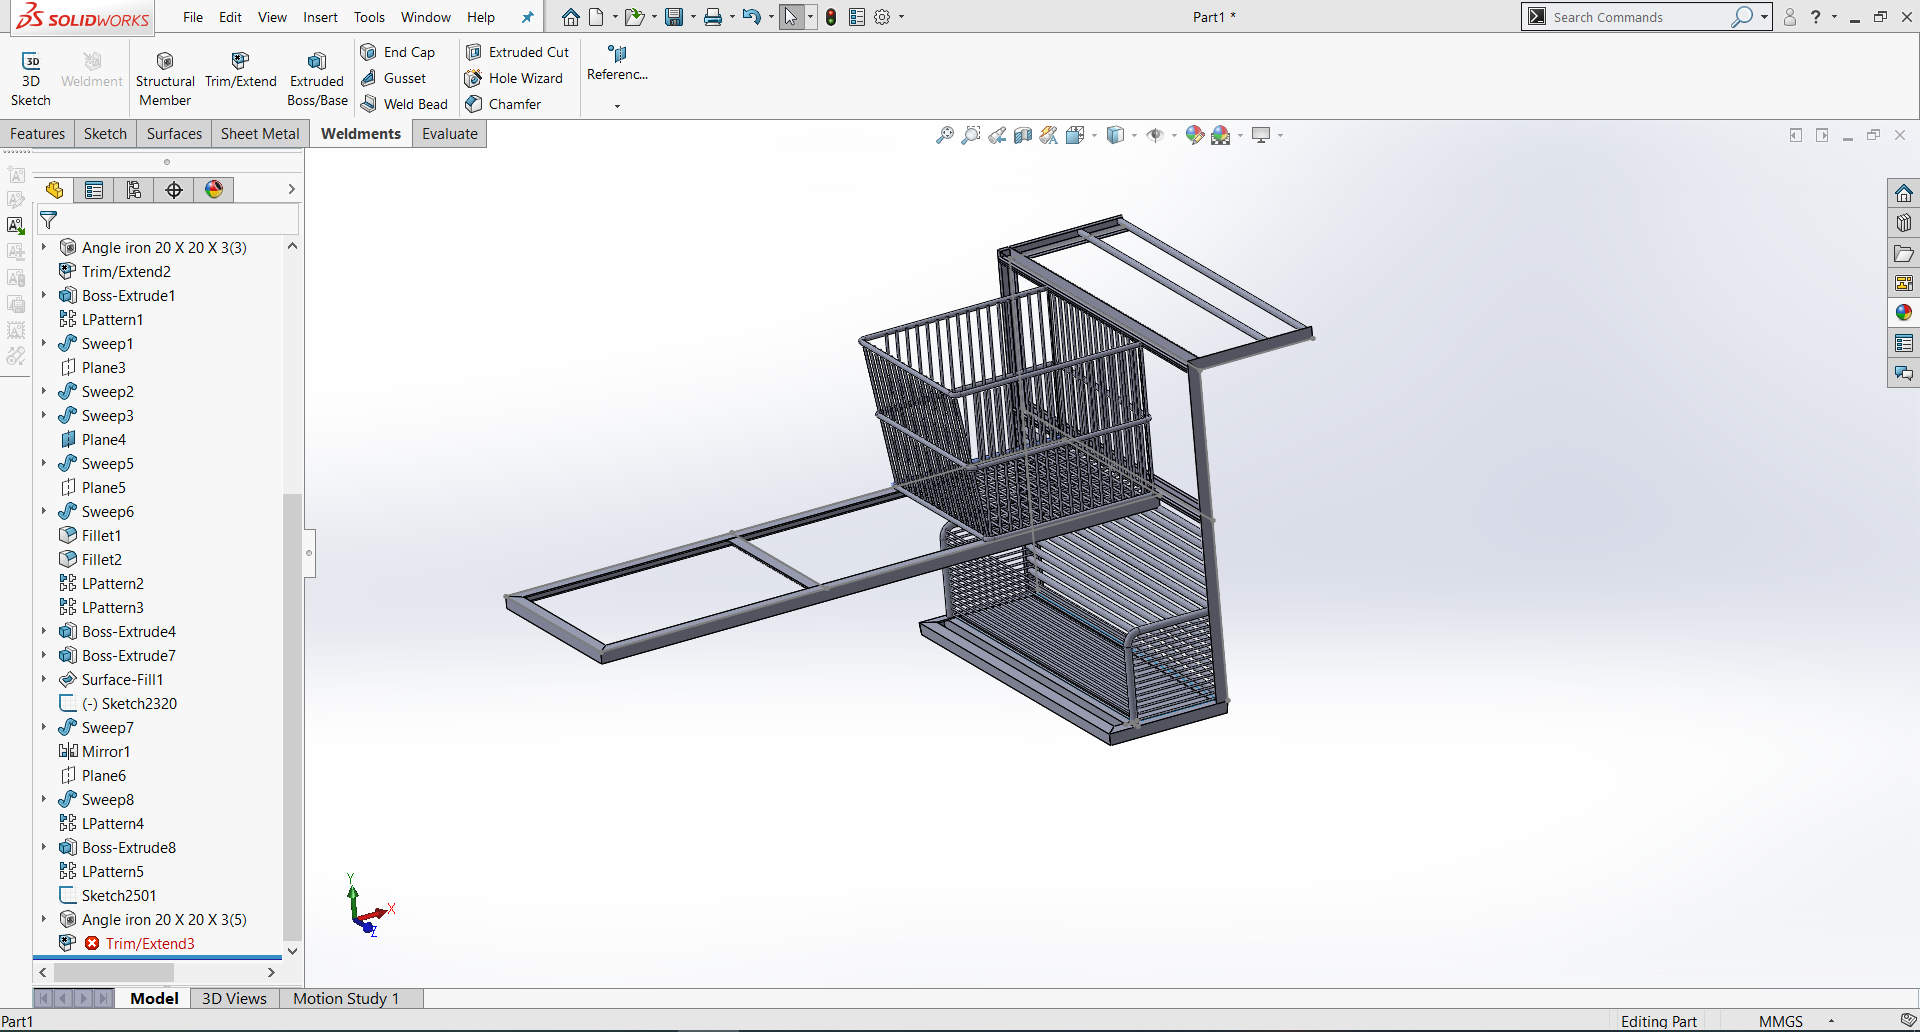 SOLIDWORKS
File Edit View Insert Tools Window Help
Part1 *
Search Commands
?
3D
3D Sketch
Weldment
Structural Member
Trim/Extend
Extruded Boss/Base
End Cap
Gusset
Weld Bead
Extruded Cut
Hole Wizard
Chamfer
Referenc...
Features Sketch Surfaces Sheet Metal Weldments Evaluate
Angle iron 20 X 20 X 3(3)
Trim/Extend2
Boss-Extrude1
LPattern1
Sweep1
Plane3
Sweep2
Sweep3
Plane4
Sweep5
Plane5
Sweep6
Fillet1
Fillet2
LPattern2
LPattern3
Boss-Extrude4
Boss-Extrude7
Surface-Fill1
(-) Sketch2320
Sweep7
Mirror1
Plane6
Sweep8
LPattern4
Boss-Extrude8
LPattern5
Sketch2501
Angle iron 20 X 20 X 3(5)
Trim/Extend3
Y
X
Z
Model 3D Views Motion Study 1
Part1
Editing Part
MMGS